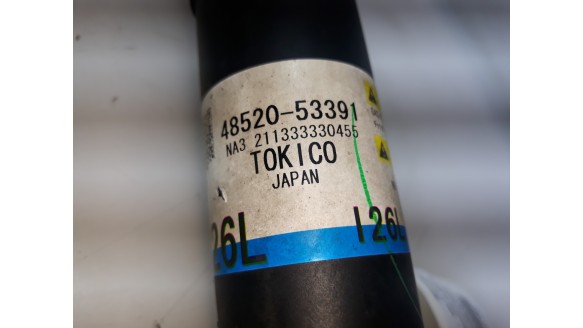 48520-53391
NA3 211333330455
TOKICO
JAPAN
26L
I26L